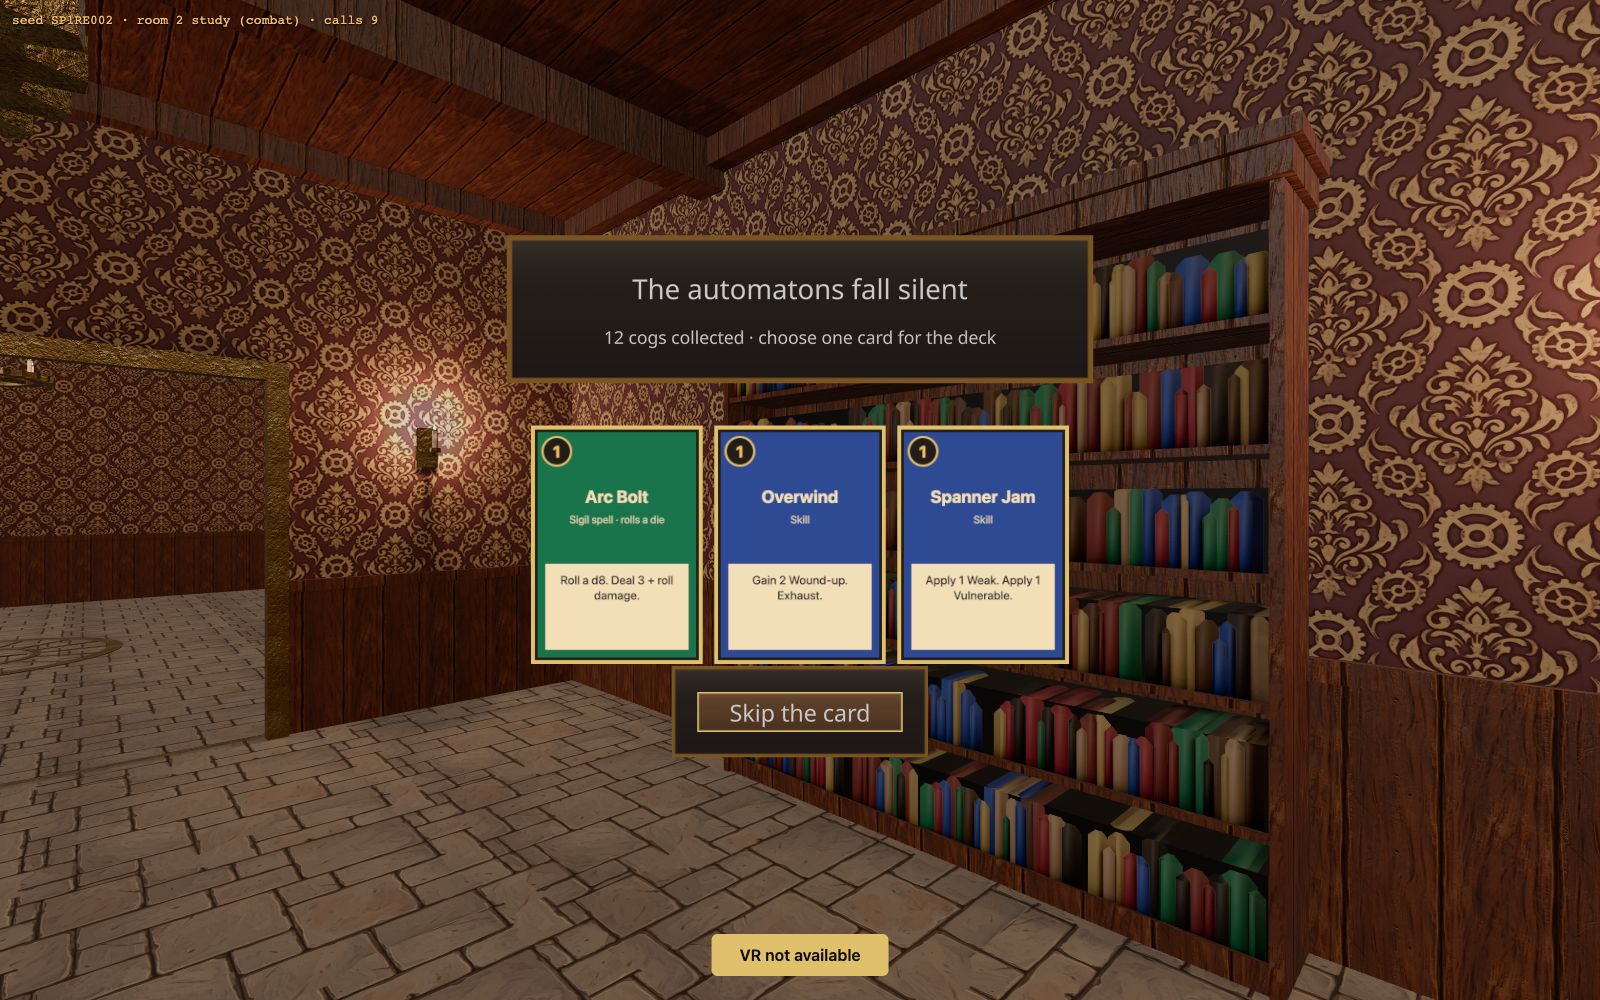 seed SPIRE002 · room 2 study (combat) · calls 9
The automatons fall silent
12 cogs collected · choose one card for the deck
1
Arc Bolt
Sigil spell · rolls a die
Roll a d8. Deal 3 + roll
damage.
1
Overwind
Skill
Gain 2 Wound-up.
Exhaust.
1
Spanner Jam
Skill
Apply 1 Weak. Apply 1
Vulnerable.
Skip the card
VR not available